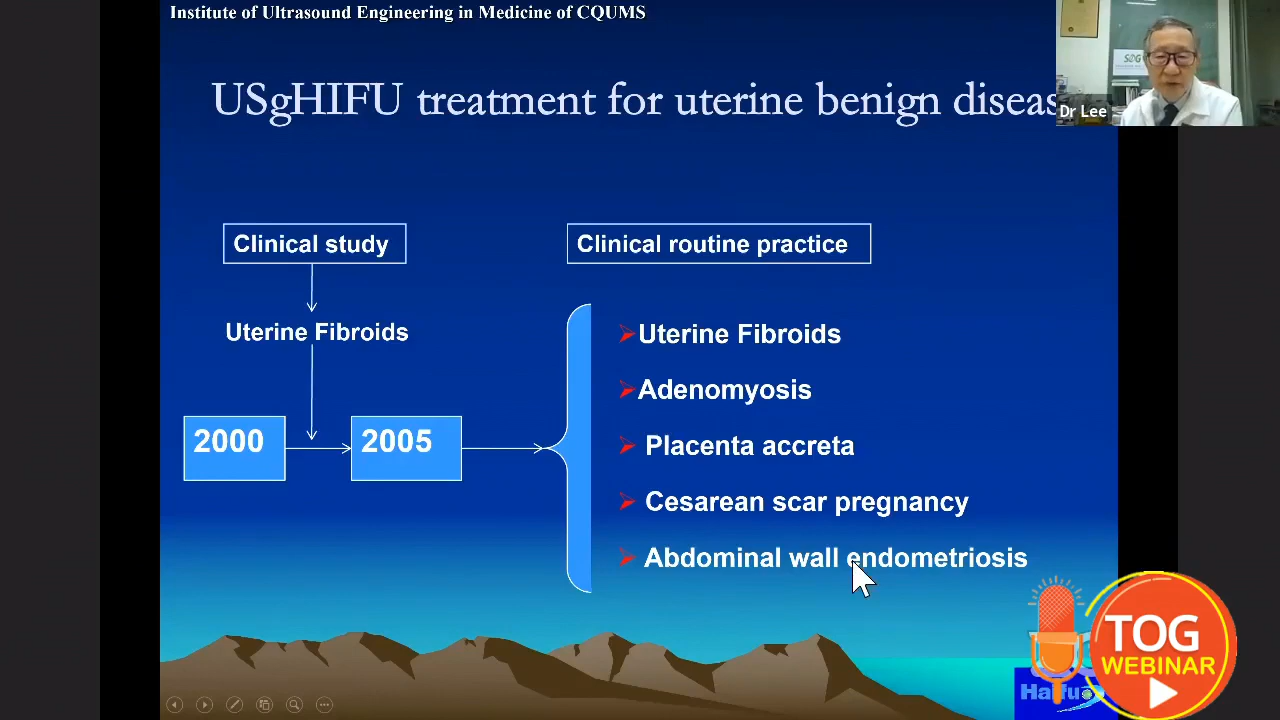 Institute of Ultrasound Engineering in Medicine of CQUMS
USgHIFU treatment for uterine benign diseas
Dr Lee
Clinical study
Clinical routine practice
Uterine Fibroids
2000
2005
Uterine Fibroids
Adenomyosis
Placenta accreta
Cesarean scar pregnancy
Abdominal wall endometriosis
TOG
WEBINAR